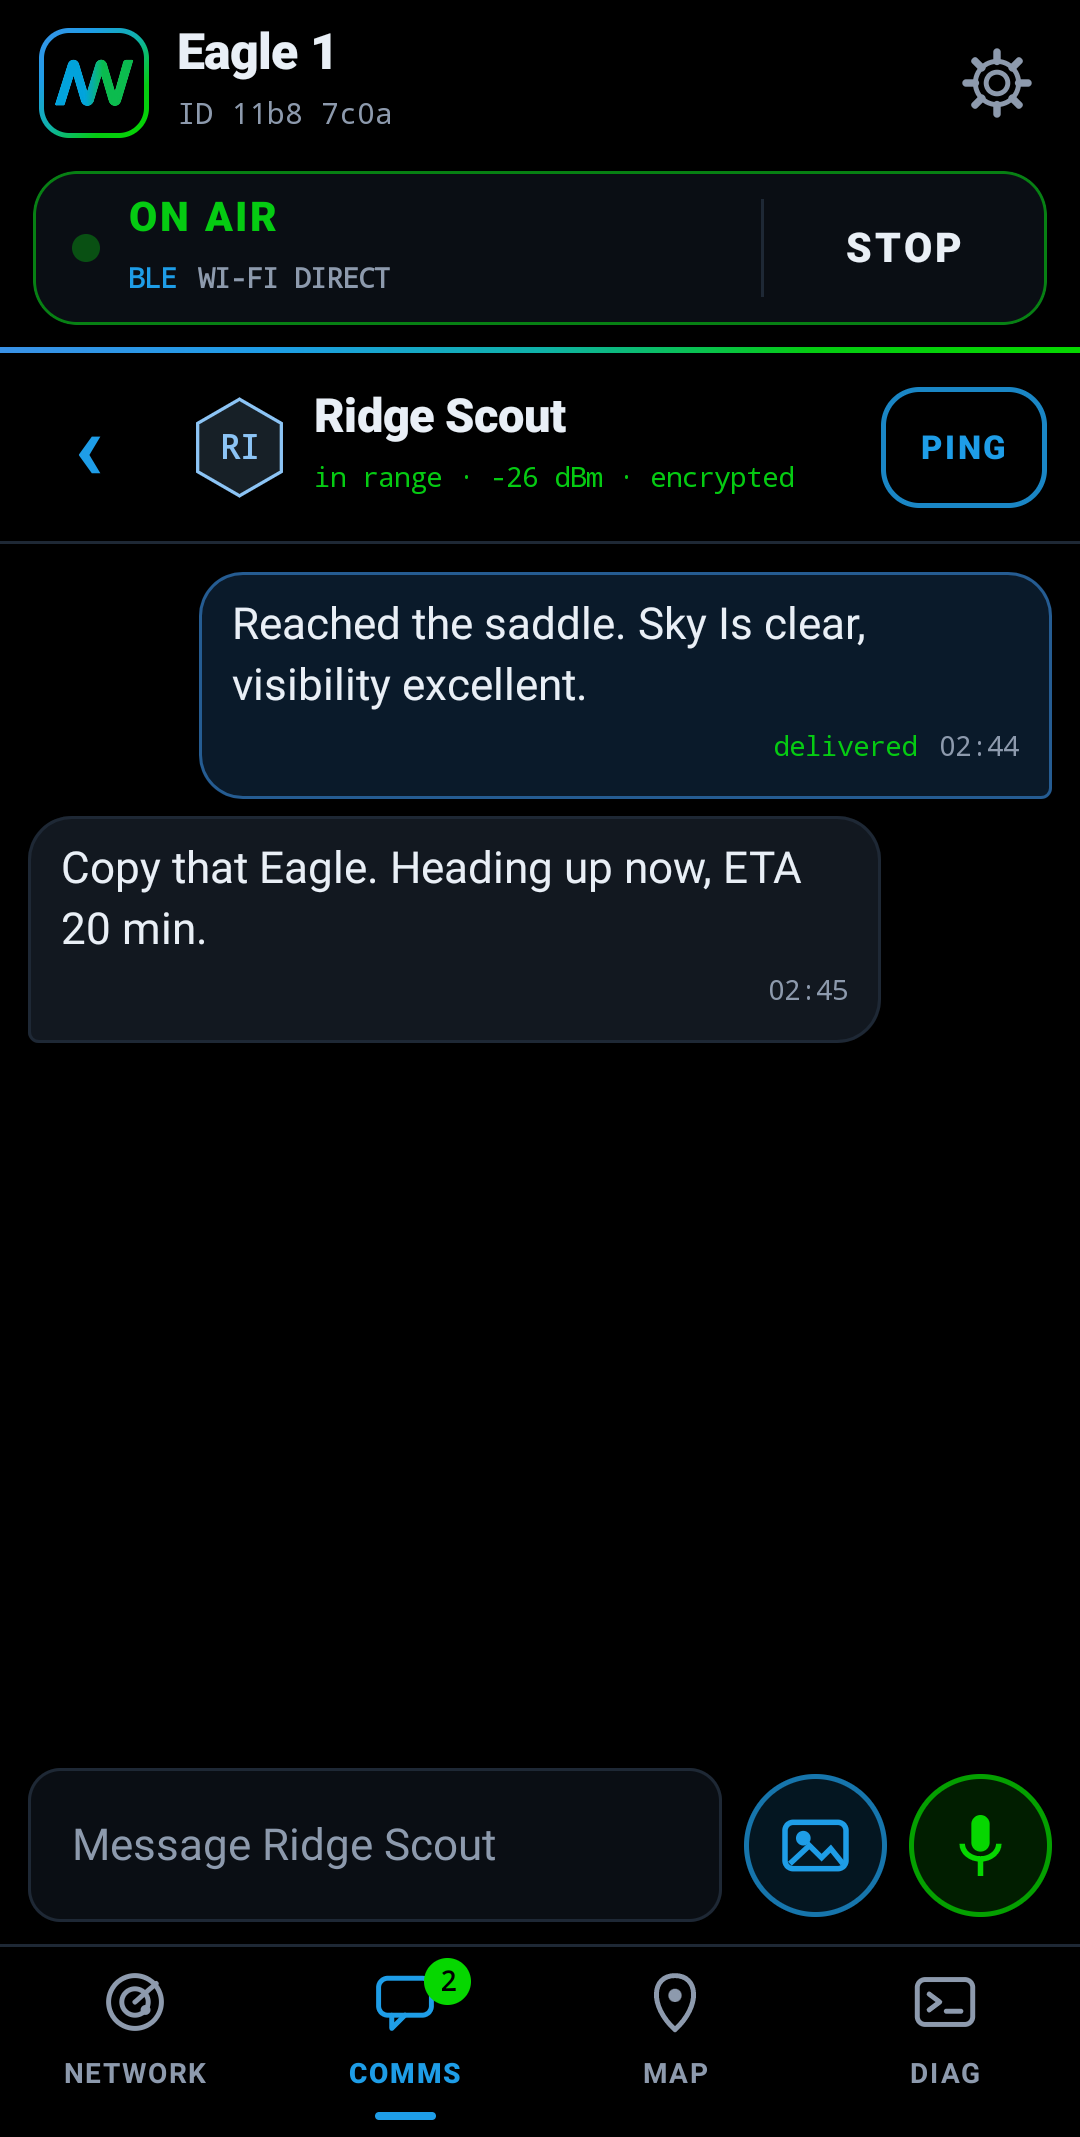 Eagle 1
ID 11b8 7c0a
ON AIR
BLE WI-FI DIRECT
STOP
RI
Ridge Scout
in range · -26 dBm · encrypted
PING
Reached the saddle. Sky Is clear,
visibility excellent.
delivered 02:44
Copy that Eagle. Heading up now, ETA
20 min.
02:45
Message Ridge Scout
2
NETWORK
COMMS
MAP
DIAG